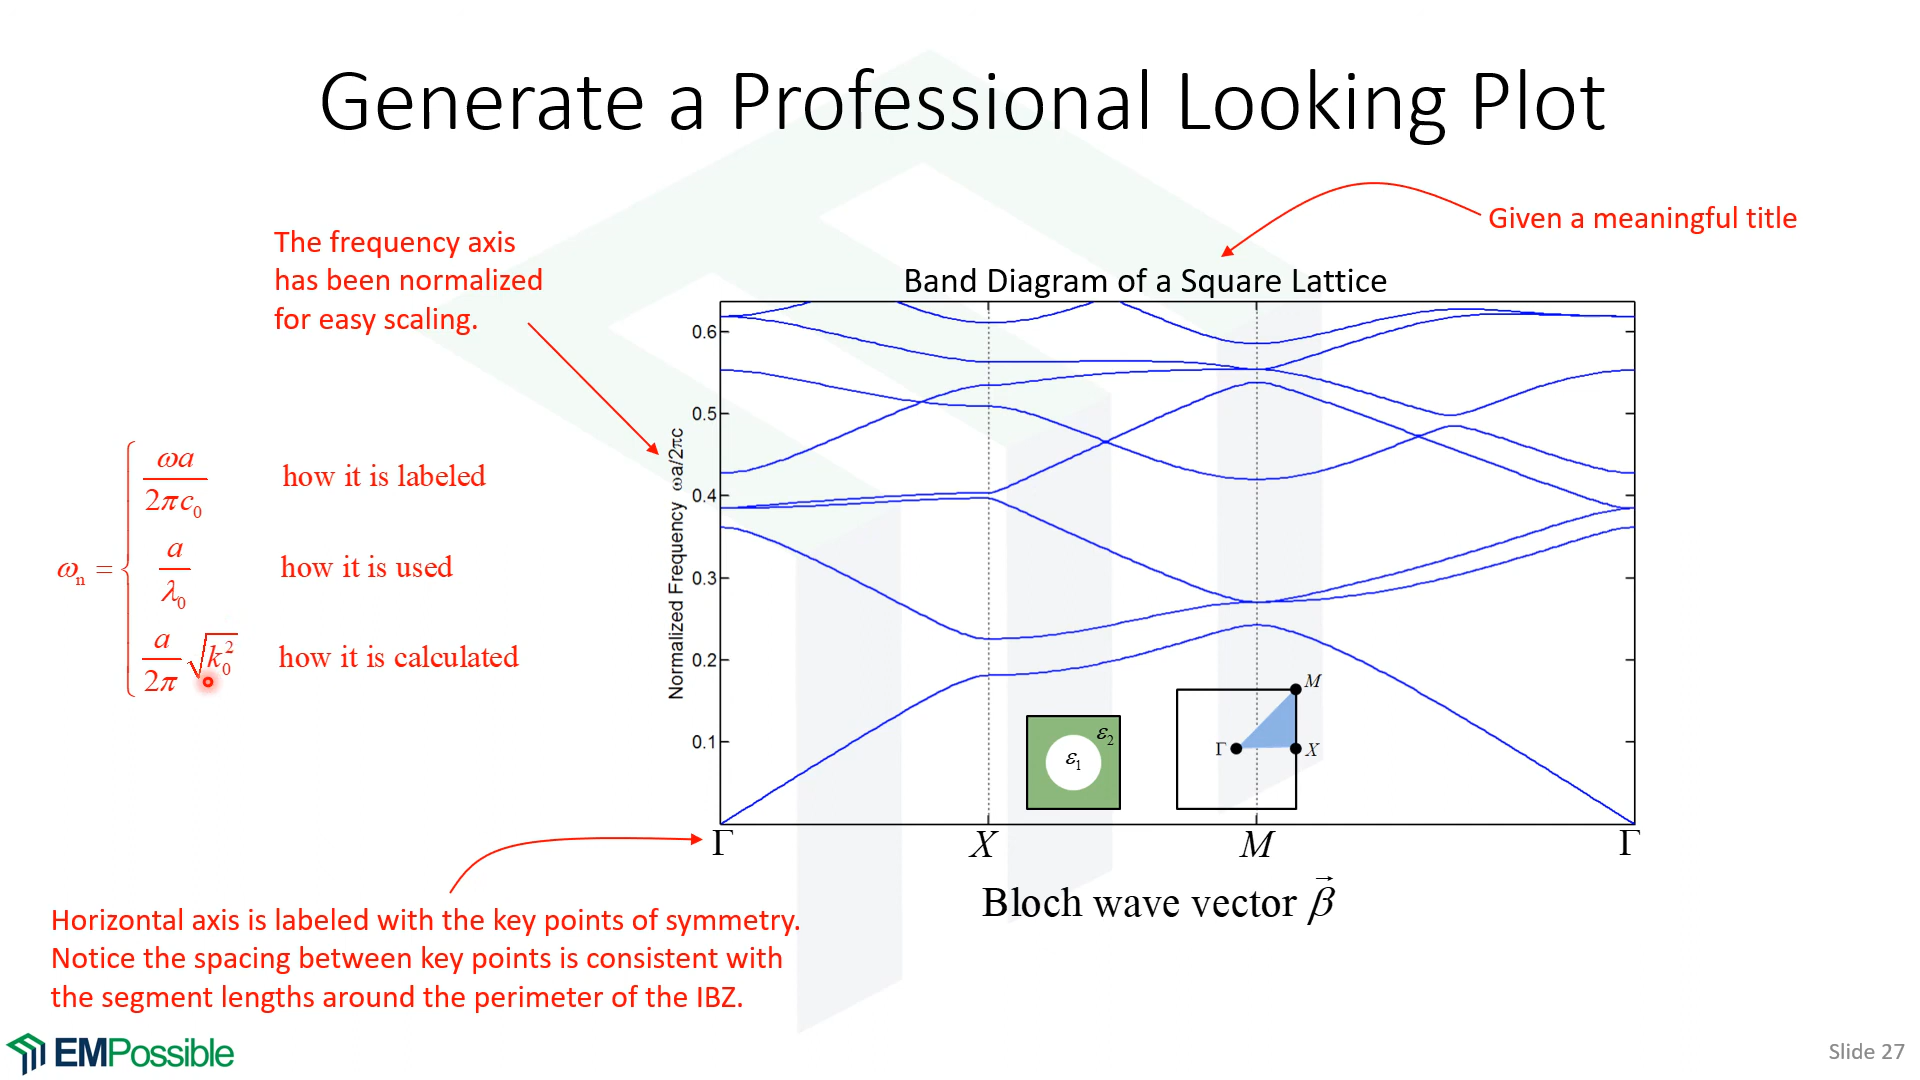 Generate a Professional Looking Plot
The frequency axis
has been normalized
for easy scaling.
Given a meaningful title
Band Diagram of a Square Lattice
ωa
2πc₀
how it is labeled
ωₙ =
a
λ₀
how it is used
a
2π
√k₀²
how it is calculated
Normalized Frequency ωa/2πc
0.6
0.5
0.4
0.3
0.2
0.1
ε₁
ε₂
M
Γ
X
Γ
X
M
Γ
Bloch wave vector β⃗
Horizontal axis is labeled with the key points of symmetry.
Notice the spacing between key points is consistent with
the segment lengths around the perimeter of the IBZ.
EMPossible
Slide 27